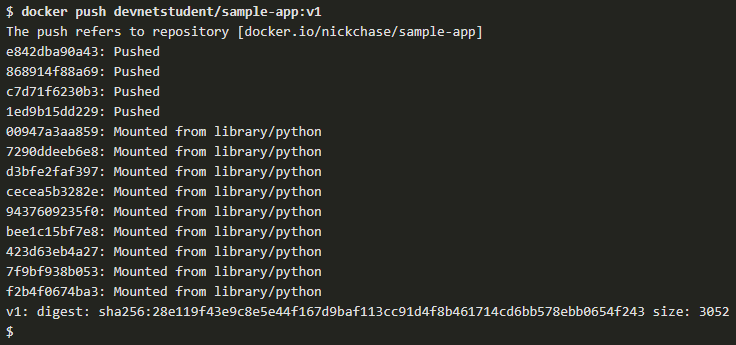 $ docker push devnetstudent/sample-app:v1
The push refers to repository [docker.io/nickchase/sample-app]
e842dba90a43: Pushed
868914f88a69: Pushed
c7d71f6230b3: Pushed
1ed9b15dd229: Pushed
00947a3aa859: Mounted from library/python
7290ddeeb6e8: Mounted from library/python
d3bfe2faf397: Mounted from library/python
cecea5b3282e: Mounted from library/python
9437609235f0: Mounted from library/python
bee1c15bf7e8: Mounted from library/python
423d63eb4a27: Mounted from library/python
7f9bf938b053: Mounted from library/python
f2b4f0674ba3: Mounted from library/python
v1: digest: sha256:28e119f43e9c8e5e44f167d9baf113cc91d4f8b461714cd6bb578ebb0654f243 size: 3052
$